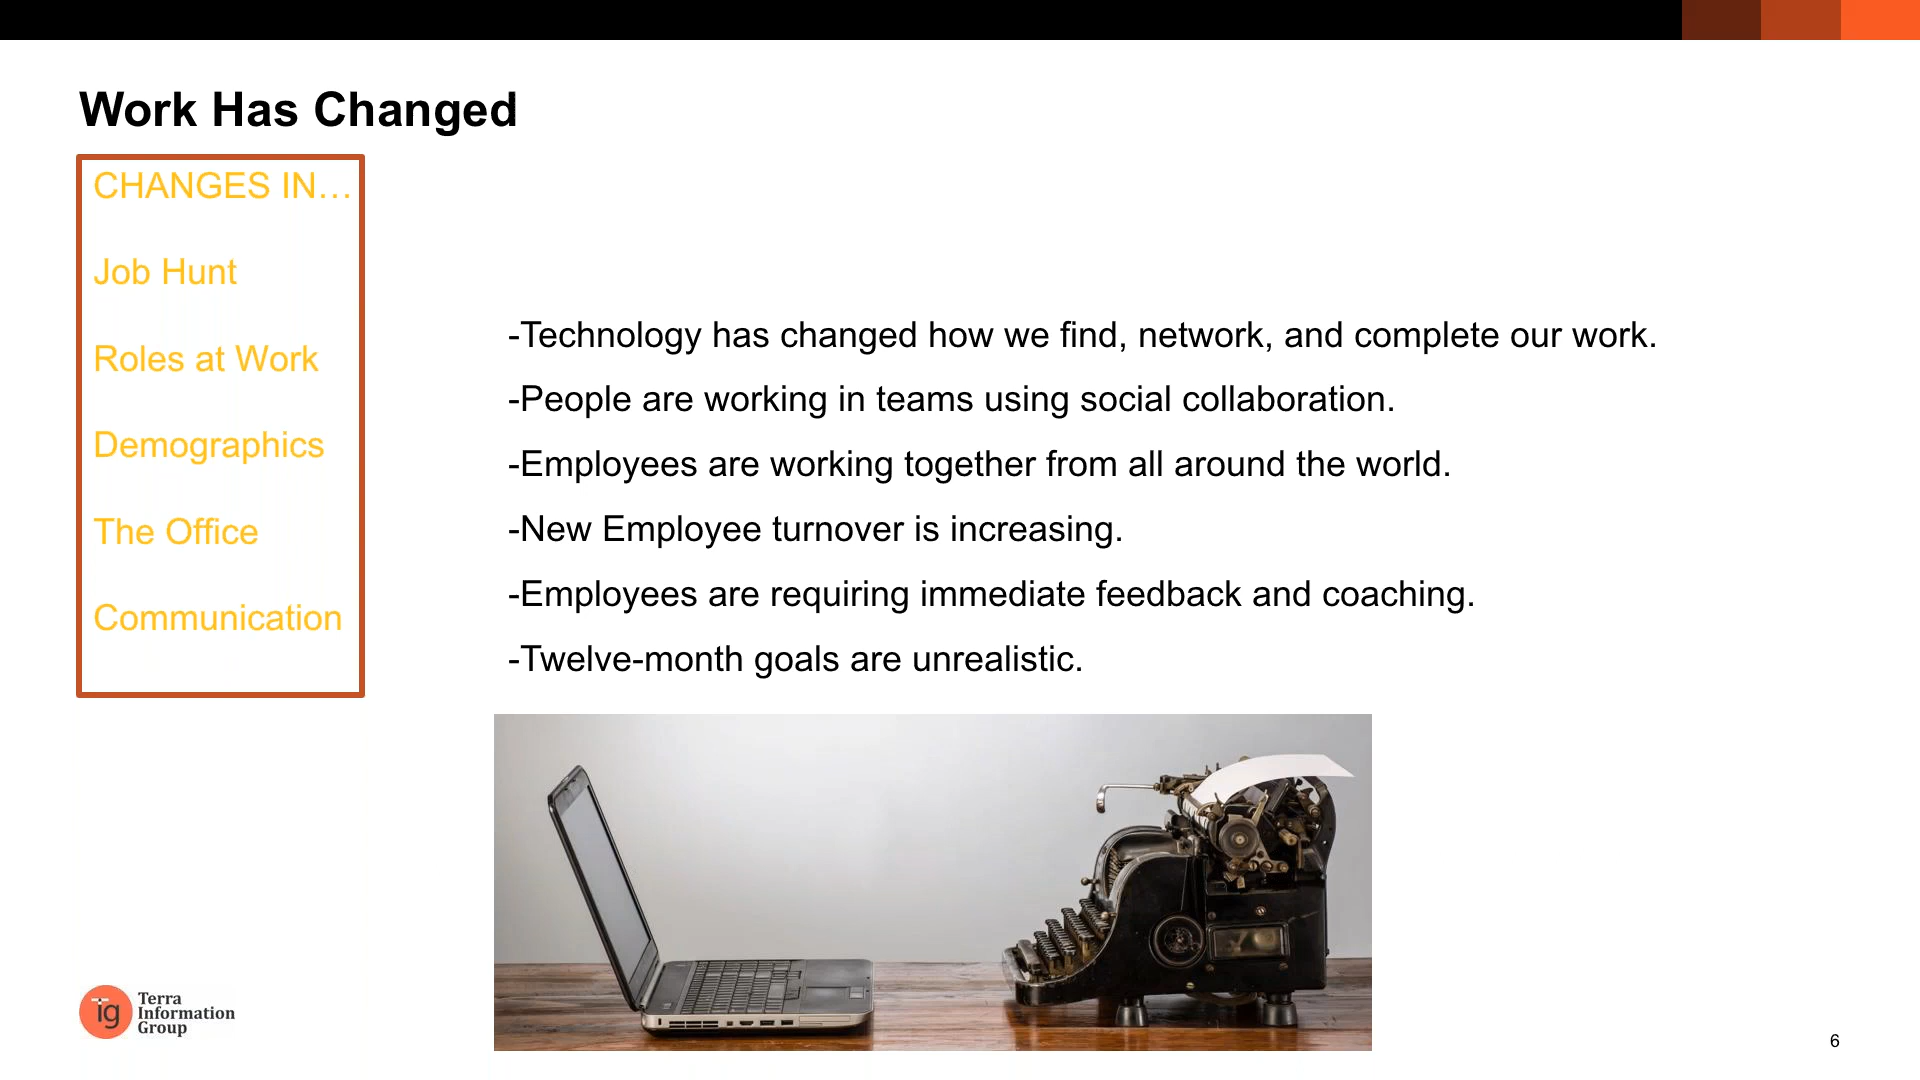 Work Has Changed
CHANGES IN…
Job Hunt
Roles at Work
Demographics
The Office
Communication
-Technology has changed how we find, network, and complete our work.
-People are working in teams using social collaboration.
-Employees are working together from all around the world.
-New Employee turnover is increasing.
-Employees are requiring immediate feedback and coaching.
-Twelve-month goals are unrealistic.
tig
Terra
Information
Group
6